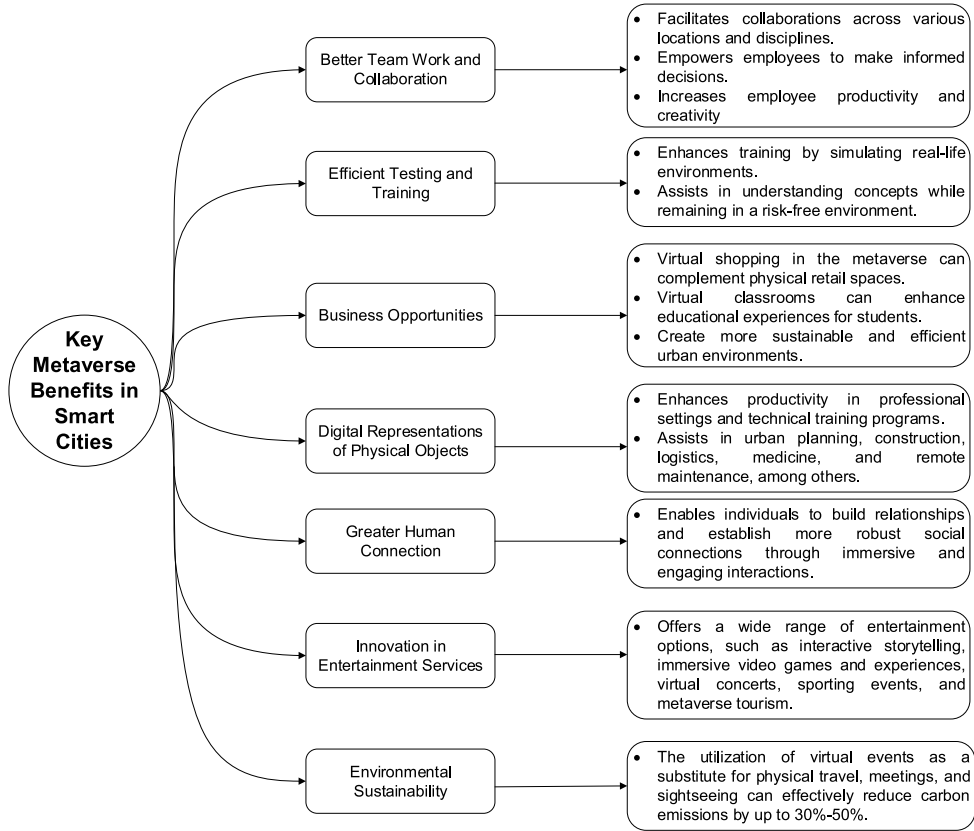 Key
Metaverse
Benefits in
Smart
Cities
Better Team Work and
Collaboration
• Facilitates collaborations across various
locations and disciplines.
• Empowers employees to make informed
decisions.
• Increases employee productivity and
creativity
Efficient Testing and
Training
• Enhances training by simulating real-life
environments.
• Assists in understanding concepts while
remaining in a risk-free environment.
Business Opportunities
• Virtual shopping in the metaverse can
complement physical retail spaces.
• Virtual classrooms can enhance
educational experiences for students.
• Create more sustainable and efficient
urban environments.
Digital Representations
of Physical Objects
• Enhances productivity in professional
settings and technical training programs.
• Assists in urban planning, construction,
logistics, medicine, and remote
maintenance, among others.
Greater Human
Connection
• Enables individuals to build relationships
and establish more robust social
connections through immersive and
engaging interactions.
Innovation in
Entertainment Services
• Offers a wide range of entertainment
options, such as interactive storytelling,
immersive video games and experiences,
virtual concerts, sporting events, and
metaverse tourism.
Environmental
Sustainability
• The utilization of virtual events as a
substitute for physical travel, meetings, and
sightseeing can effectively reduce carbon
emissions by up to 30%-50%.